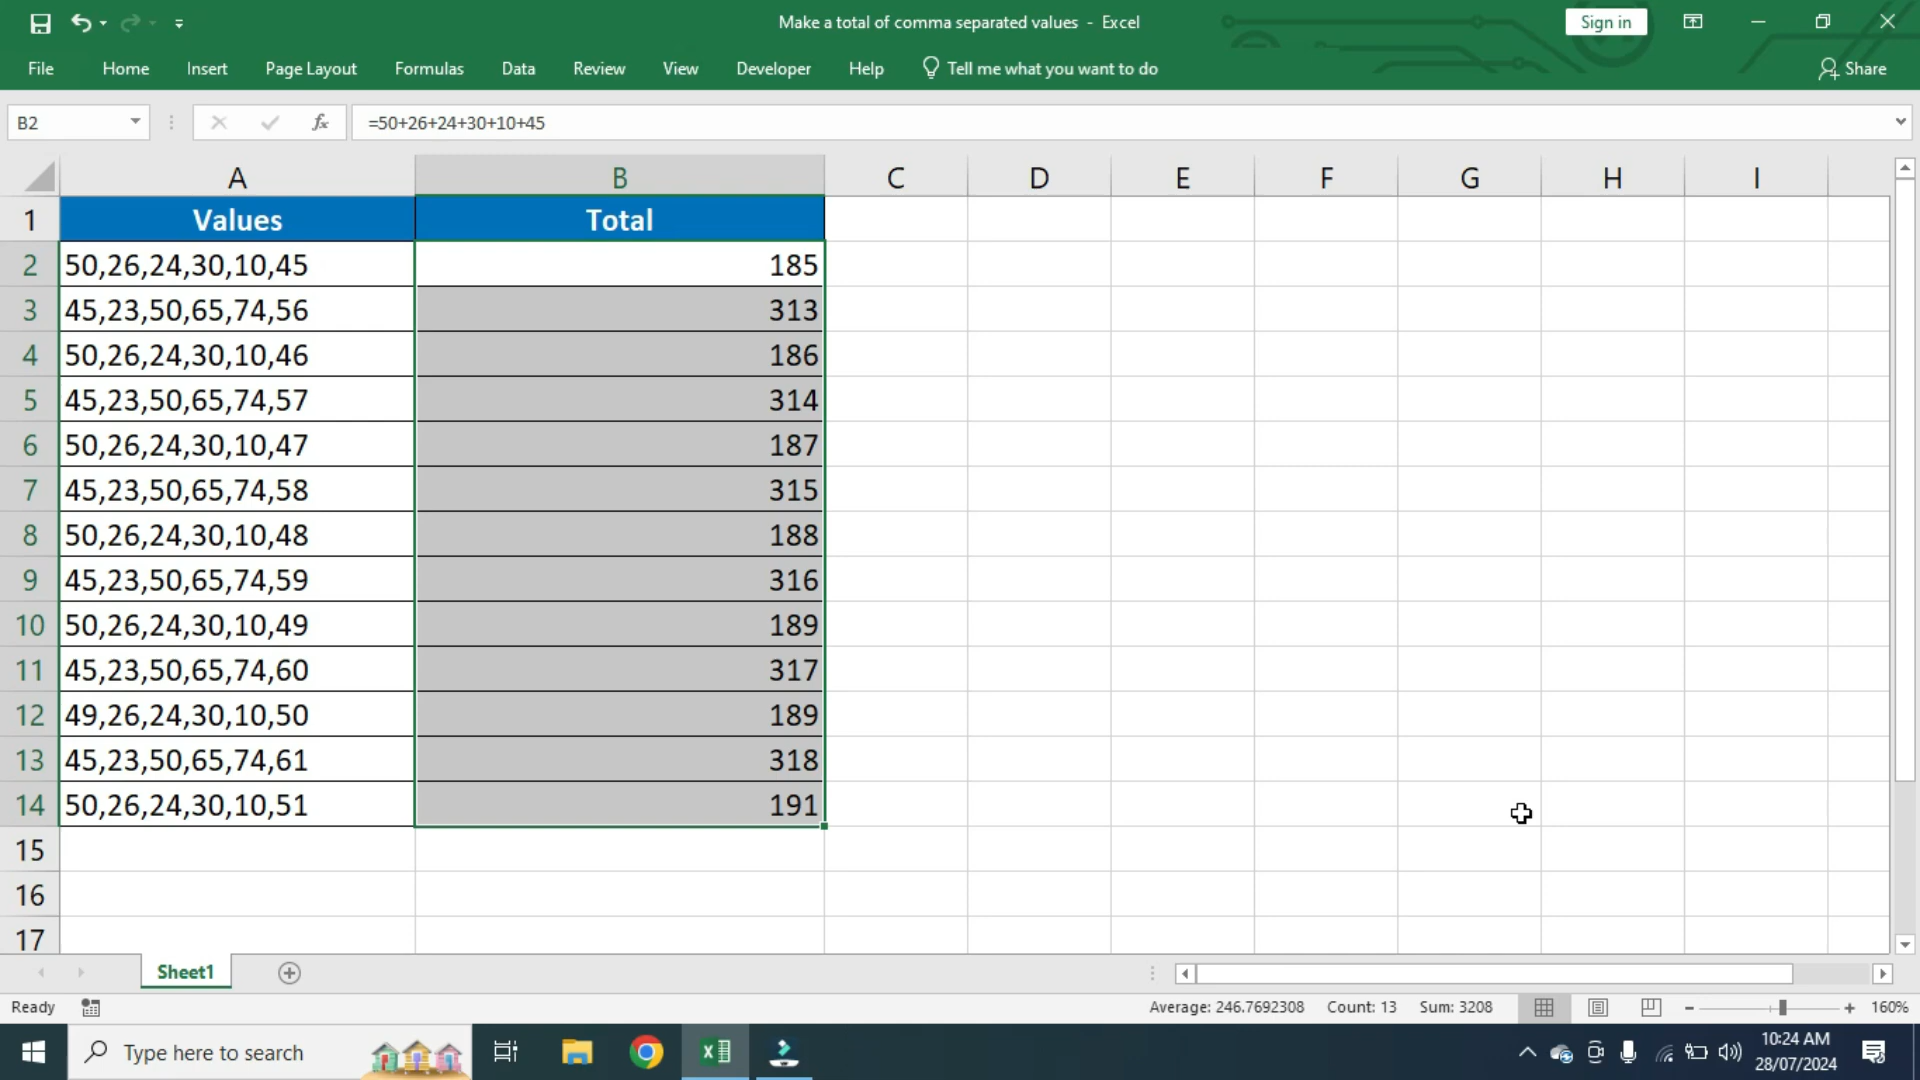 Make a total of comma separated values - Excel
Sign in
File Home Insert Page Layout Formulas Data Review View Developer Help Tell me what you want to do Share
B2 fx =50+26+24+30+10+45
A B C D E F G H I
1 Values Total
2 50,26,24,30,10,45 185
3 45,23,50,65,74,56 313
4 50,26,24,30,10,46 186
5 45,23,50,65,74,57 314
6 50,26,24,30,10,47 187
7 45,23,50,65,74,58 315
8 50,26,24,30,10,48 188
9 45,23,50,65,74,59 316
10 50,26,24,30,10,49 189
11 45,23,50,65,74,60 317
12 49,26,24,30,10,50 189
13 45,23,50,65,74,61 318
14 50,26,24,30,10,51 191
15
16
17
Sheet1
Ready Average: 246.7692308 Count: 13 Sum: 3208 160%
Type here to search
10:24 AM
28/07/2024